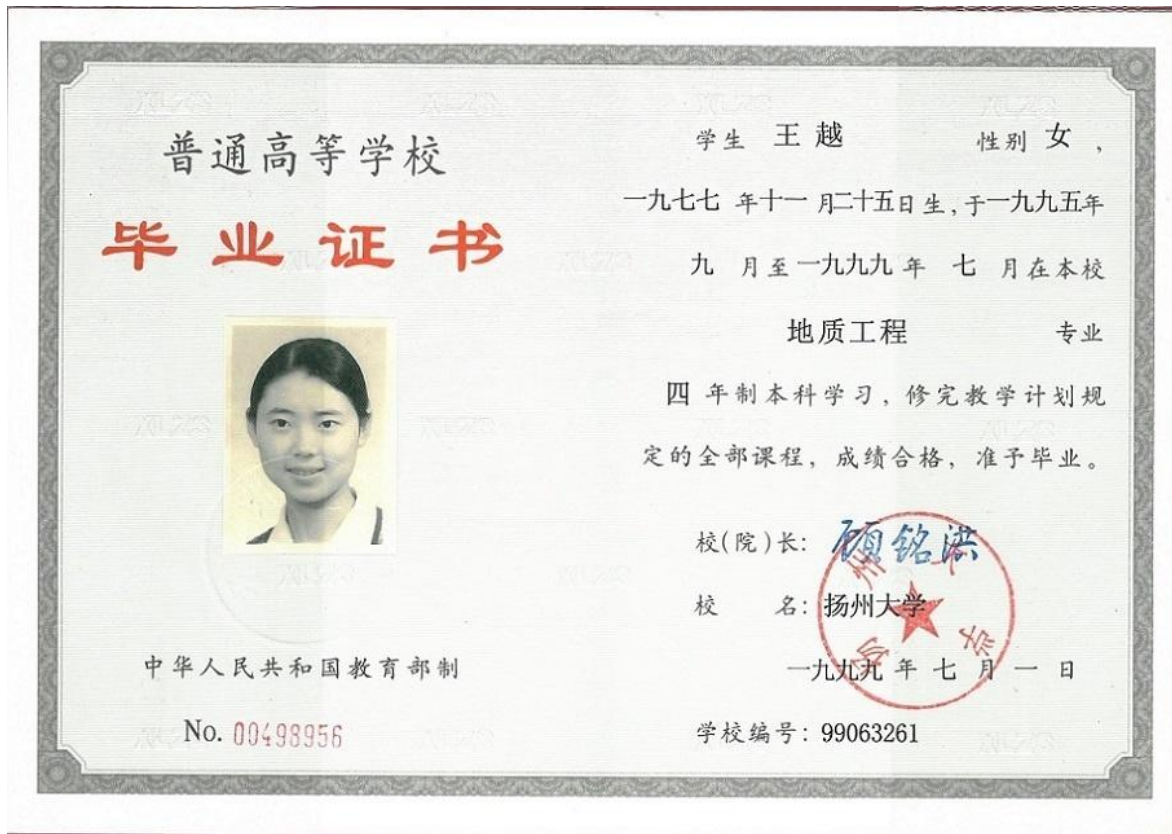 普通高等学校
毕业证书
中华人民共和国教育部制
No. 00498956
学生 王越 性别 女,
一九七七 年十一 月二十五日生,于一九九五年
九 月至一九九九年 七 月在本校
地质工程 专业
四 年制本科学习, 修完教学计划规
定的全部课程, 成绩合格, 准予毕业。
校(院)长: 顾铭洪
校 名: 扬州大学
扬州大学
一九九九 年 七 月 一 日
学校编号: 99063261